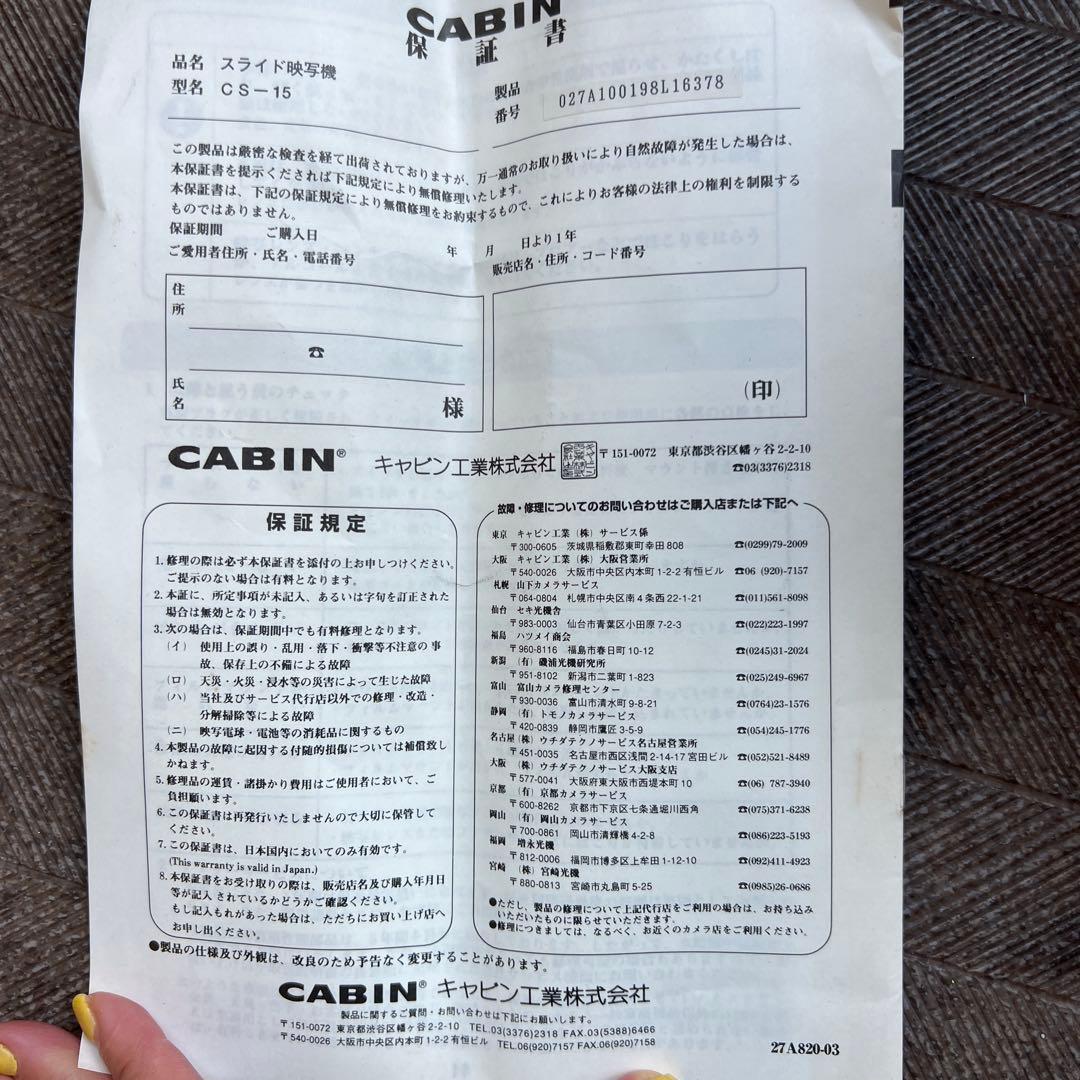 CABIN
保証書
品名 スライド映写機
型名 CS-15
製品番号 027A100198L16378
この製品は厳密な検査を経て出荷されておりますが、万一通常のお取り扱いにより自然故障が発生した場合は、
本保証書を提示くだされば下記規定により無償修理いたします。
本保証書は、下記の保証規定により無償修理をお約束するもので、これによりお客様の法律上の権利を制限する
ものではありません。
保証期間 ご購入日 年 月 日より1年
ご愛用者住所・氏名・電話番号
販売店名・住所・コード番号
住所
☎
氏名 様
(印)
CABIN® キャビン工業株式会社
〒151-0072 東京都渋谷区幡ヶ谷2-2-10
☎03(3376)2318
保証規定
1. 修理の際は必ず本保証書を添付の上お申しつけください。
ご提示のない場合は有料となります。
2. 本証に、所定事項が未記入、あるいは字句を訂正された
場合は無効となります。
3. 次の場合は、保証期間中でも有料修理となります。
(イ) 使用上の誤り・乱用・落下・衝撃等不注意の事
故、保存上の不備による故障
(ロ) 天災・火災・浸水等の災害によって生じた故障
(ハ) 当社及びサービス代行店以外での修理・改造・
分解掃除等による故障
(ニ) 映写電球・電池等の消耗品に関するもの
4. 本製品の故障に起因する付随的損傷については補償致し
かねます。
5. 修理品の運賃・諸掛かり費用はご使用者において、ご
負担願います。
6. この保証書は再発行いたしませんので大切に保管して
ください。
7. この保証書は、日本国内においてのみ有効です。
(This warranty is valid in Japan.)
8. 本保証書をお受け取りの際は、販売店名及び購入年月日
等が記入されているかどうかご確認ください。
もし記入もれがあった場合は、ただちにお買い上げ店へ
お申し出ください。
故障・修理についてのお問い合わせはご購入店または下記へ
東京 キャビン工業(株)サービス係
〒300-0605 茨城県稲敷郡東町幸田808 ☎(0299)79-2009
大阪 キャビン工業(株)大阪営業所
〒540-0026 大阪市中央区内本町1-2-2有恒ビル ☎06(920)-7157
札幌 山下カメラサービス
〒064-0804 札幌市中央区南4条西22-1-21 ☎(011)561-8098
仙台 セキ光機舎
〒983-0003 仙台市青葉区小田原7-2-3 ☎(022)223-1997
福島 ハツメイ商会
〒960-8116 福島市春日町10-12 ☎(0245)31-2024
新潟 (有)磯浦光機研究所
〒951-8102 新潟市二葉町1-823 ☎(025)249-6967
富山 富山カメラ修理センター
〒930-0036 富山市清水町9-8-21 ☎(0764)23-1576
静岡 (有)トモノカメラサービス
〒420-0839 静岡市鷹匠3-5-9 ☎(054)245-1776
名古屋(株)ウチダテクノサービス名古屋営業所
〒451-0035 名古屋市西区浅間2-14-17宮田ビル ☎(052)521-8489
大阪 (株)ウチダテクノサービス大阪支店
〒577-0041 大阪府東大阪市西堤本町10 ☎(06) 787-3940
京都 (有)京都カメラサービス
〒600-8262 京都市下京区七条通堀川西角 ☎(075)371-6238
岡山 (有)岡山カメラサービス
〒700-0861 岡山市清輝橋4-2-8 ☎(086)223-5193
福岡 増永光機
〒812-0006 福岡市博多区上牟田1-12-10 ☎(092)411-4923
宮崎 (株)宮崎光機
〒880-0813 宮崎市丸島町5-25 ☎(0985)26-0686
●ただし、製品の修理について上記代行店をご利用の場合は、お持ち込み
いただいたものに限らせていただきます。
●修理につきましては、なるべく、お近くのカメラ店をご利用ください。
●製品の仕様及び外観は、改良のため予告なく変更することがあります。
CABIN® キャビン工業株式会社
製品に関するご質問・お問い合わせは下記にお願いします。
〒151-0072 東京都渋谷区幡ヶ谷2-2-10 TEL.03(3376)2318 FAX.03(5388)6466
〒540-0026 大阪市中央区内本町1-2-2有恒ビル TEL.06(920)7157 FAX.06(920)7158
27A820-03